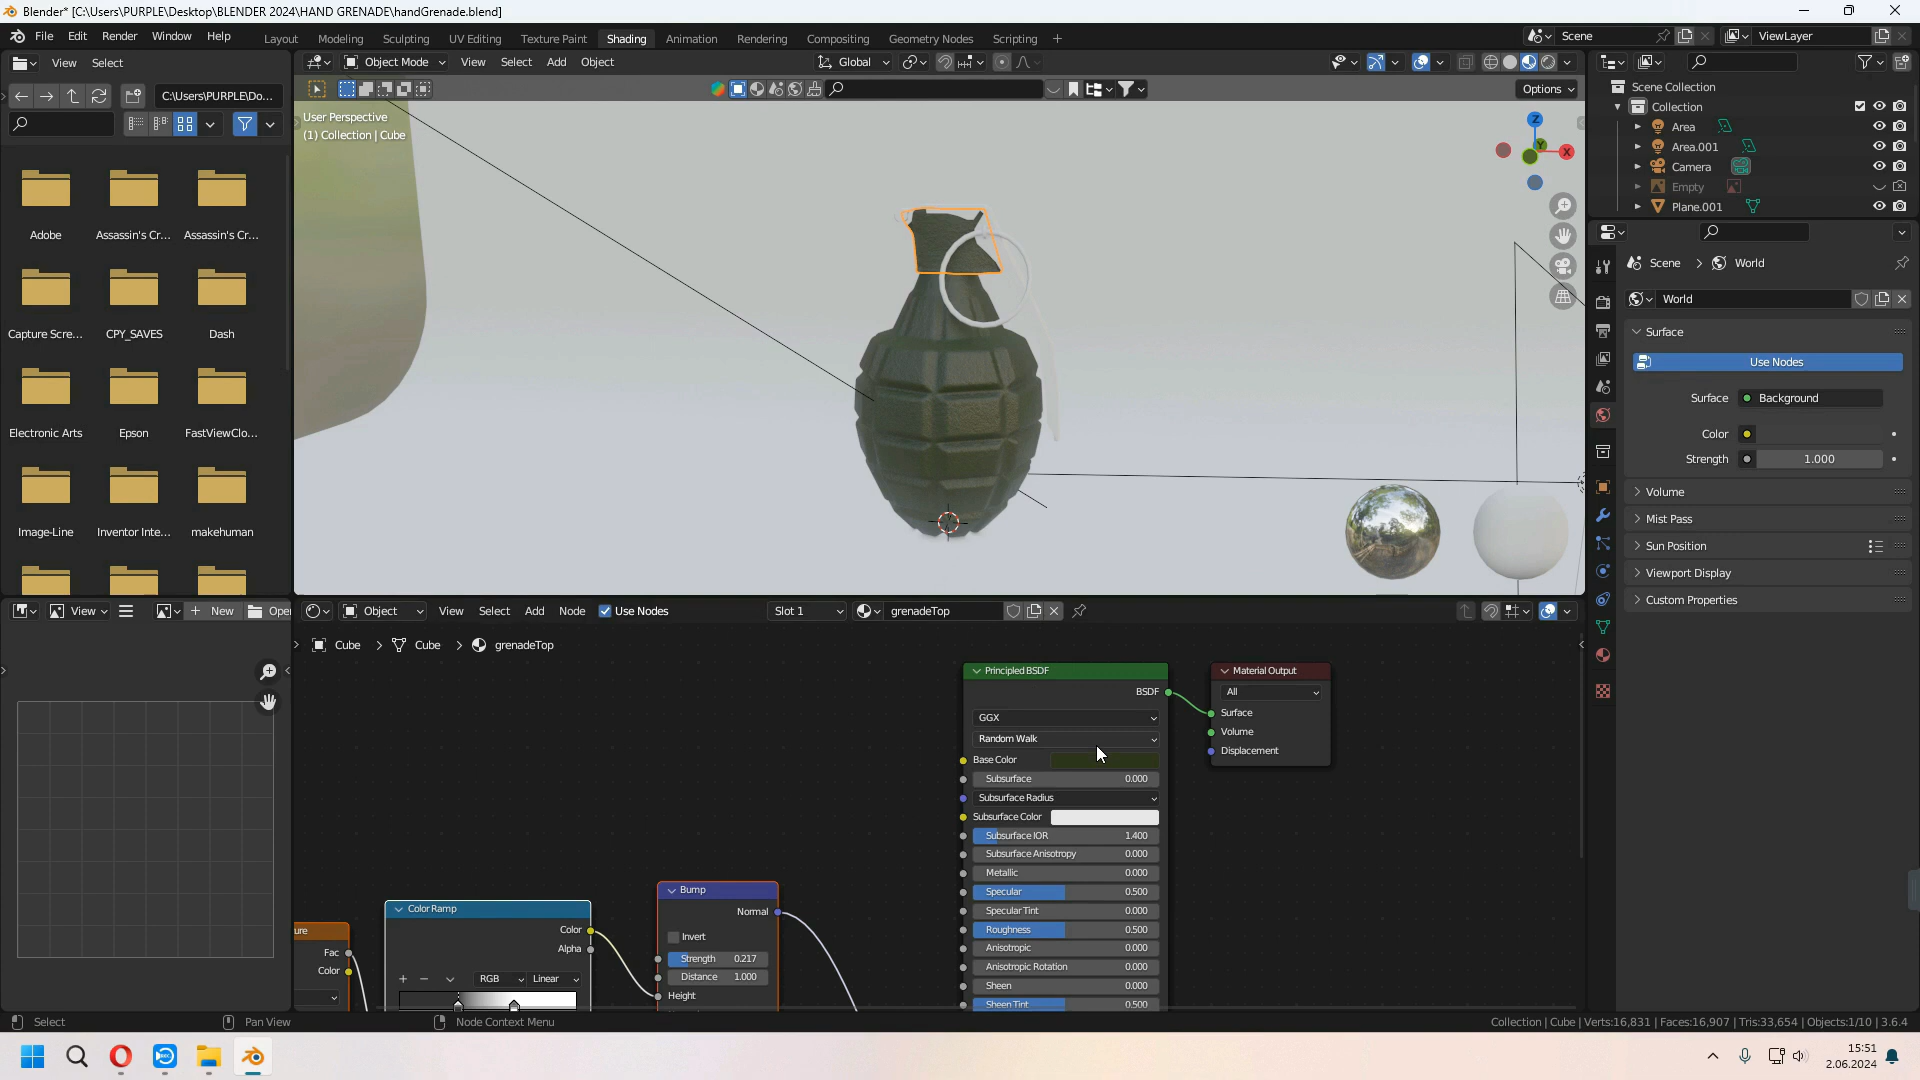 Blender* [C:\Users\PURPLE\Desktop\BLENDER 2024\HAND GRENADE\handGrenade.blend]
File Edit Render Window Help Layout Modeling Sculpting UV Editing Texture Paint Shading Animation Rendering Compositing Geometry Nodes Scripting + Scene ViewLayer
View Select Object Mode View Select Add Object Global
C:\Users\PURPLE\Do... Options
User Perspective
(1) Collection | Cube
Z
Y
X
Scene Collection
Collection
Area
Area.001
Camera
Empty
Plane.001
Adobe Assassin's Cr... Assassin's Cr...
Capture Scre... CPY_SAVES Dash
Electronic Arts Epson FastViewClo...
Image-Line Inventor Inte... makehuman
Scene > World
World
Surface
Use Nodes
Surface Background
Color
Strength 1.000
Volume
Mist Pass
Sun Position
Viewport Display
Custom Properties
View New Open Object View Select Add Node Use Nodes Slot 1 grenadeTop
Cube > Cube > grenadeTop
Principled BSDF
BSDF
GGX
Random Walk
Base Color
Subsurface 0.000
Subsurface Radius
Subsurface Color
Subsurface IOR 1.400
Subsurface Anisotropy 0.000
Metallic 0.000
Specular 0.500
Specular Tint 0.000
Roughness 0.500
Anisotropic 0.000
Anisotropic Rotation 0.000
Sheen 0.000
Sheen Tint 0.500
Material Output
All
Surface
Volume
Displacement
Bump
Normal
Invert
Strength 0.217
Distance 1.000
Height
Color Ramp
Color
Alpha
+ − RGB Linear
ure
Fac
Color
Select Pan View Node Context Menu Collection | Cube | Verts:16,831 | Faces:16,907 | Tris:33,654 | Objects:1/10 | 3.6.4
REC
15:51
2.06.2024